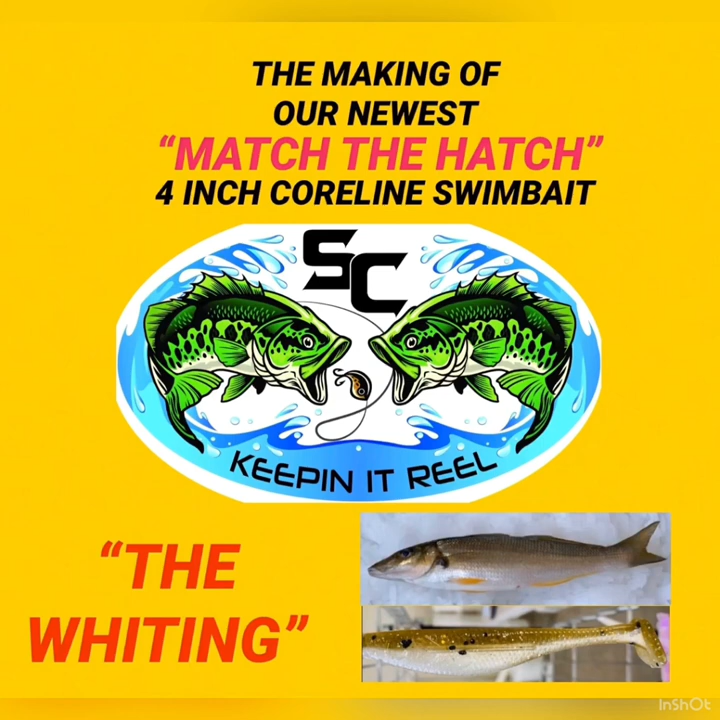 THE MAKING OF
OUR NEWEST
“MATCH THE HATCH”
4 INCH CORELINE SWIMBAIT
SC
KEEPIN IT REEL
“THE
WHITING”
InShOt